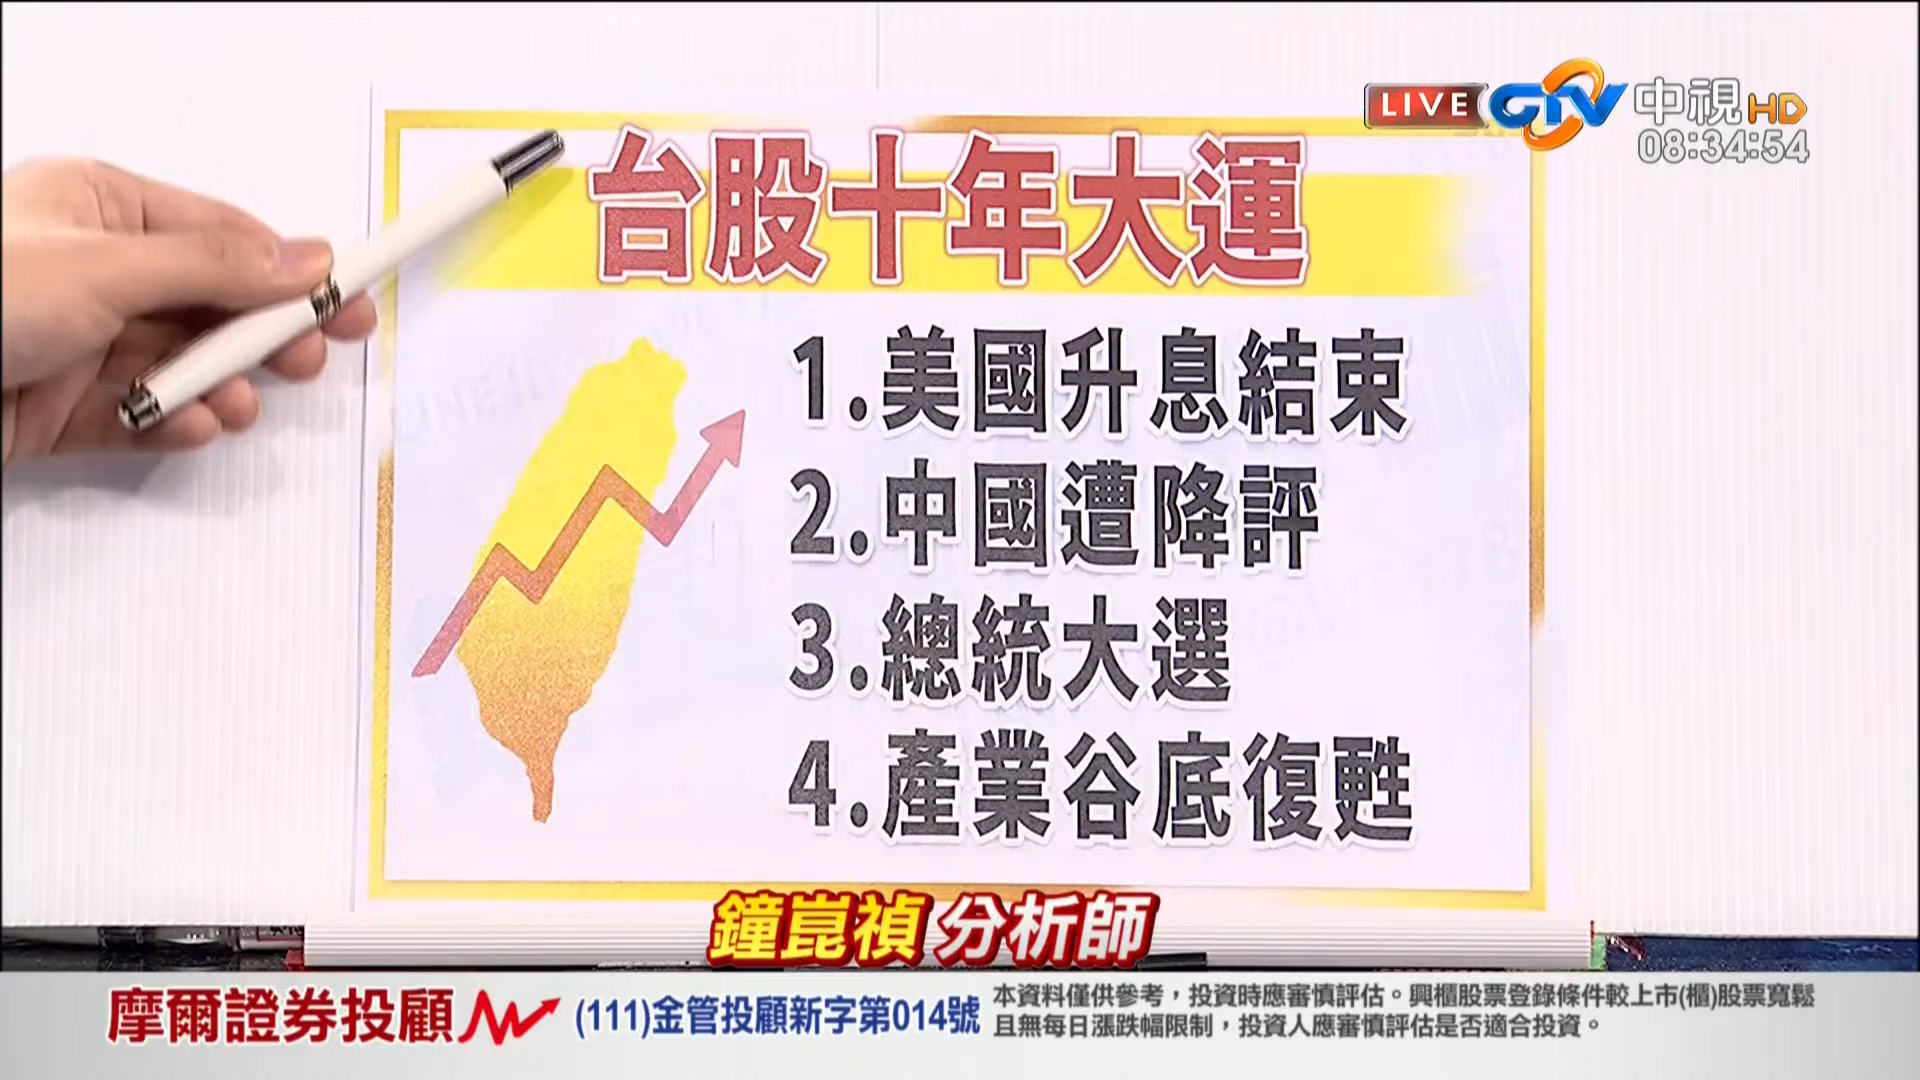 LIVE CTV 中視 HD
08:34:54
台股十年大運
1.美國升息結束
2.中國遭降評
3.總統大選
4.產業谷底復甦
鐘崑禎 分析師
摩爾證券投顧 (111)金管投顧新字第014號
本資料僅供參考，投資時應審慎評估。興櫃股票登錄條件較上市(櫃)股票寬鬆
且無每日漲跌幅限制，投資人應審慎評估是否適合投資。